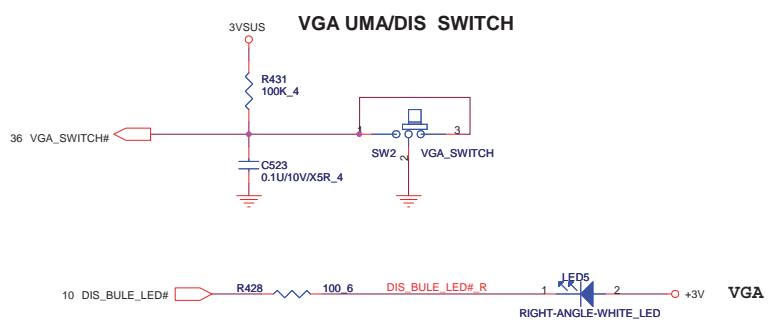 VGA UMA/DIS SWITCH
3VSUS
R431
100K_4
36 VGA_SWITCH#
1
3
SW2
2
VGA_SWITCH
C523
0.1U/10V/X5R_4
LED5
10 DIS_BULE_LED#
R428
100_6
DIS_BULE_LED#_R
1
2
+3V
VGA
RIGHT-ANGLE-WHITE_LED